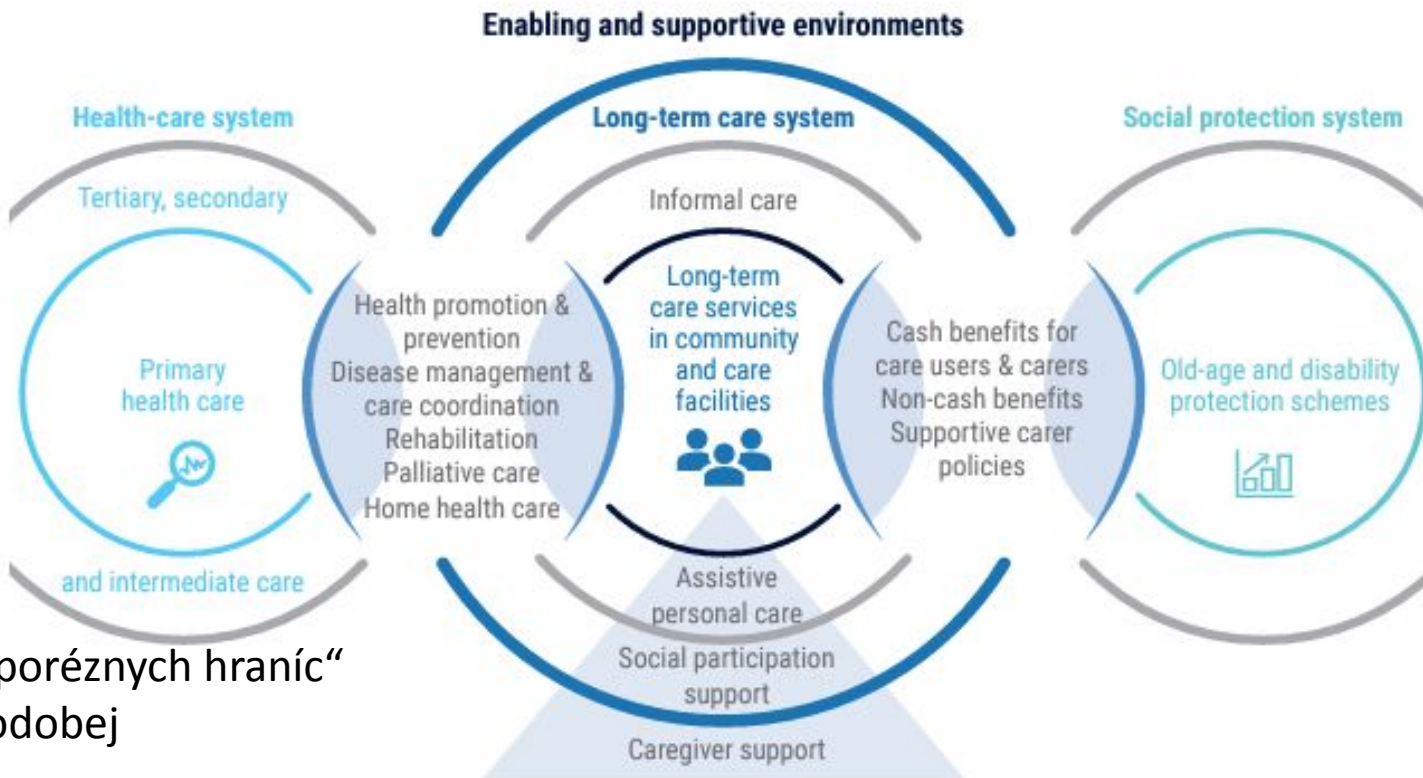 Enabling and supportive environments
Health-care system
Tertiary, secondary
Primary
health care
and intermediate care
Health promotion &
prevention
Disease management &
care coordination
Rehabilitation
Palliative care
Home health care
Long-term care system
Informal care
Long-term
care services
in community
and care
facilities
Assistive
personal care
Social participation
support
Caregiver support
Cash benefits for
care users & carers
Non-cash benefits
Supportive carer
policies
Social protection system
Old-age and disability
protection schemes
poréznych hraníc“
odobej